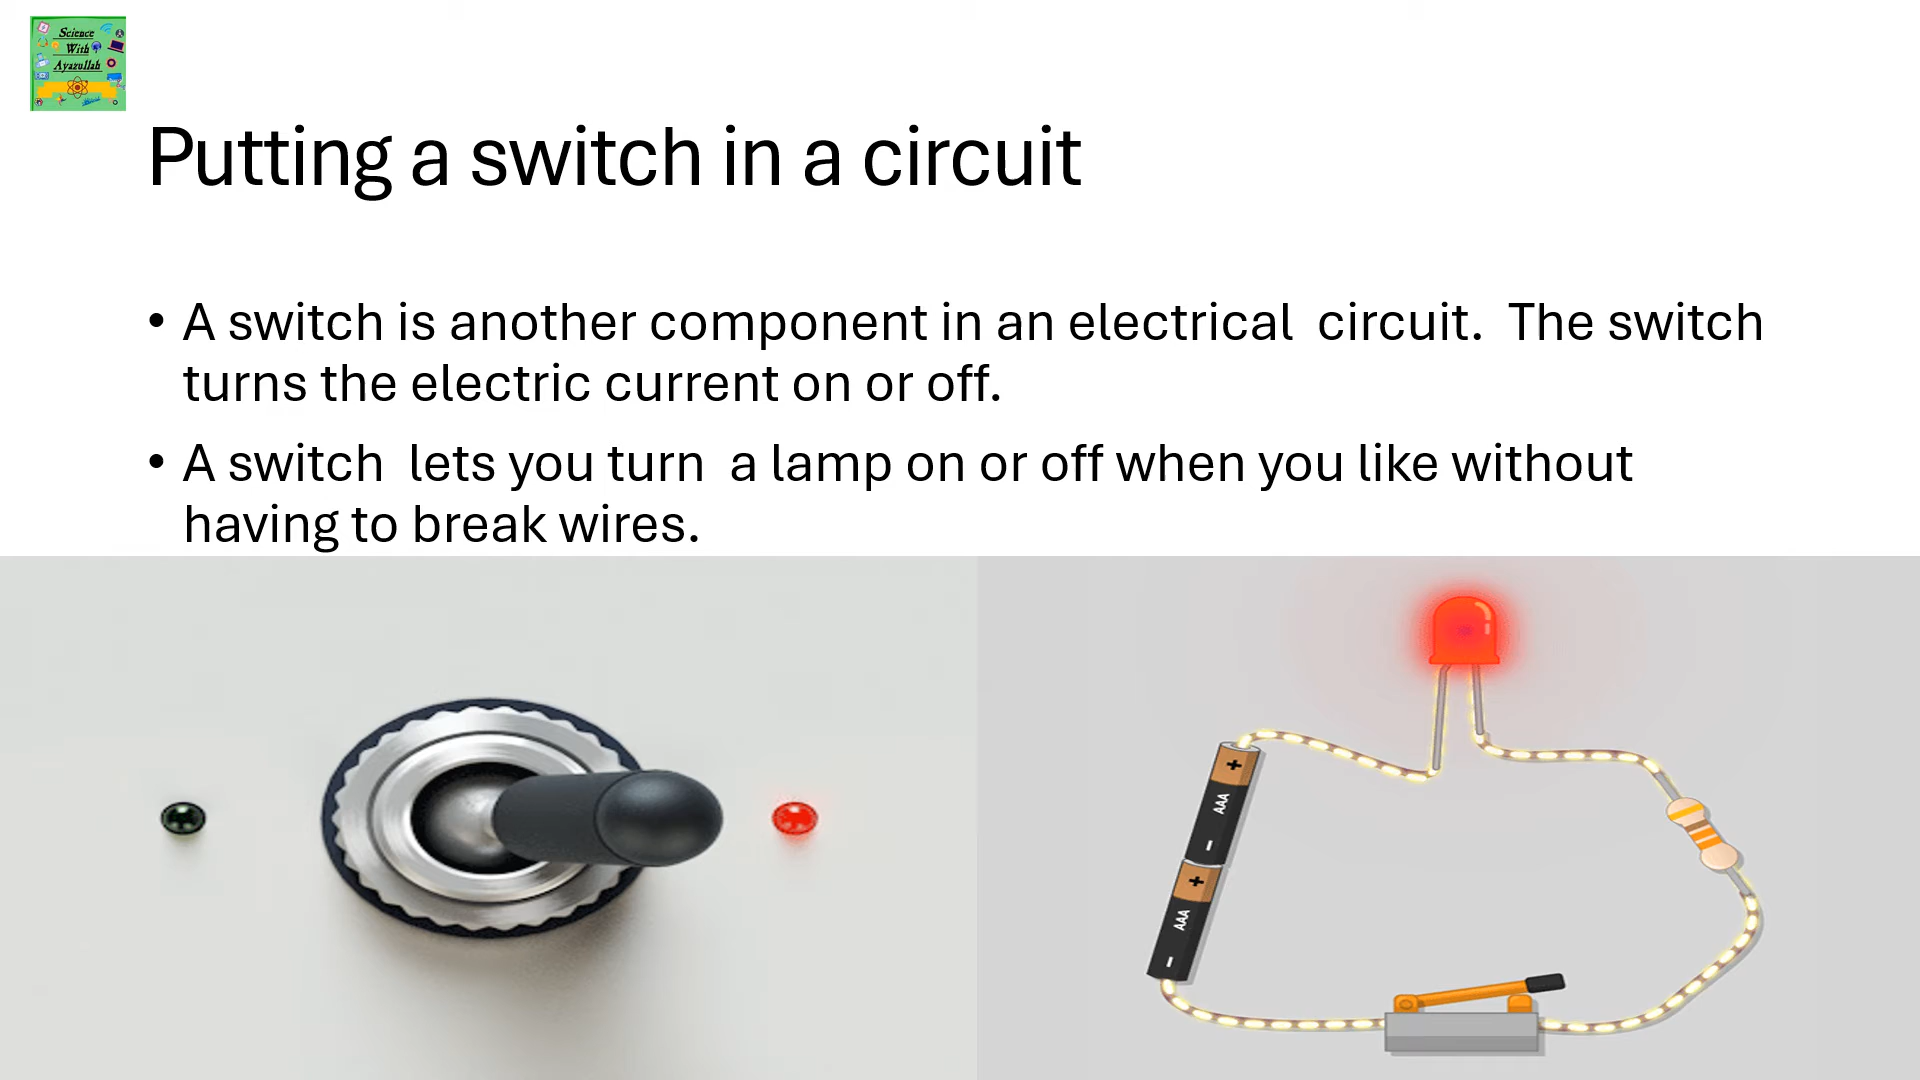 Science
With
Ayazullah
Putting a switch in a circuit
• A switch is another component in an electrical  circuit.  The switch
turns the electric current on or off.
• A switch  lets you turn  a lamp on or off when you like without
having to break wires.
+
AAA
-
+
AAA
-